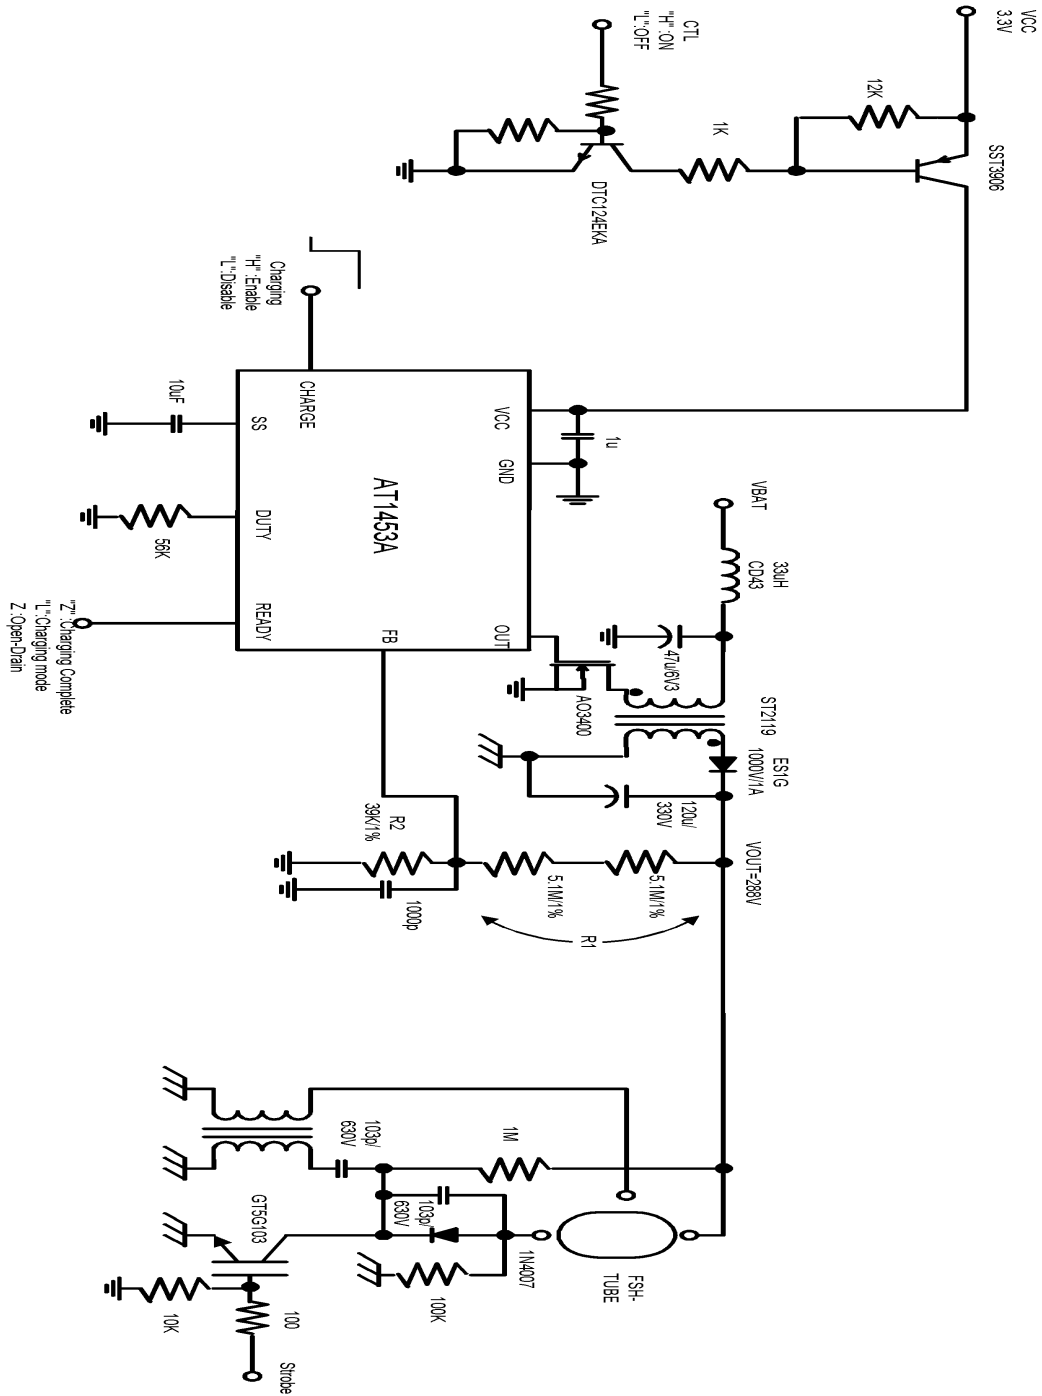 VCC
3.3V
SST3906
12K
1K
CTL
"H" :ON
"L":OFF
DTC124EKA
Charging
"H" :Enable
"L":Disable
CHARGE
VCC
GND
OUT
SS
DUTY
READY
FB
AT1453A
1u
10uF
56K
"Z" :Charging Complete
"L":Charging mode
Z :Open-Drain
VBAT
33uH
CD43
47u/6V3
AO3400
ST2119
ES1G
1000V/1A
120u/
330V
VOUT=288V
5.1M/1%
5.1M/1%
R1
R2
39K/1%
1000p
1M
103p/
630V
103p/
630V
1N4007
100K
FSH-
TUBE
GT5G103
10K
100
Strobe